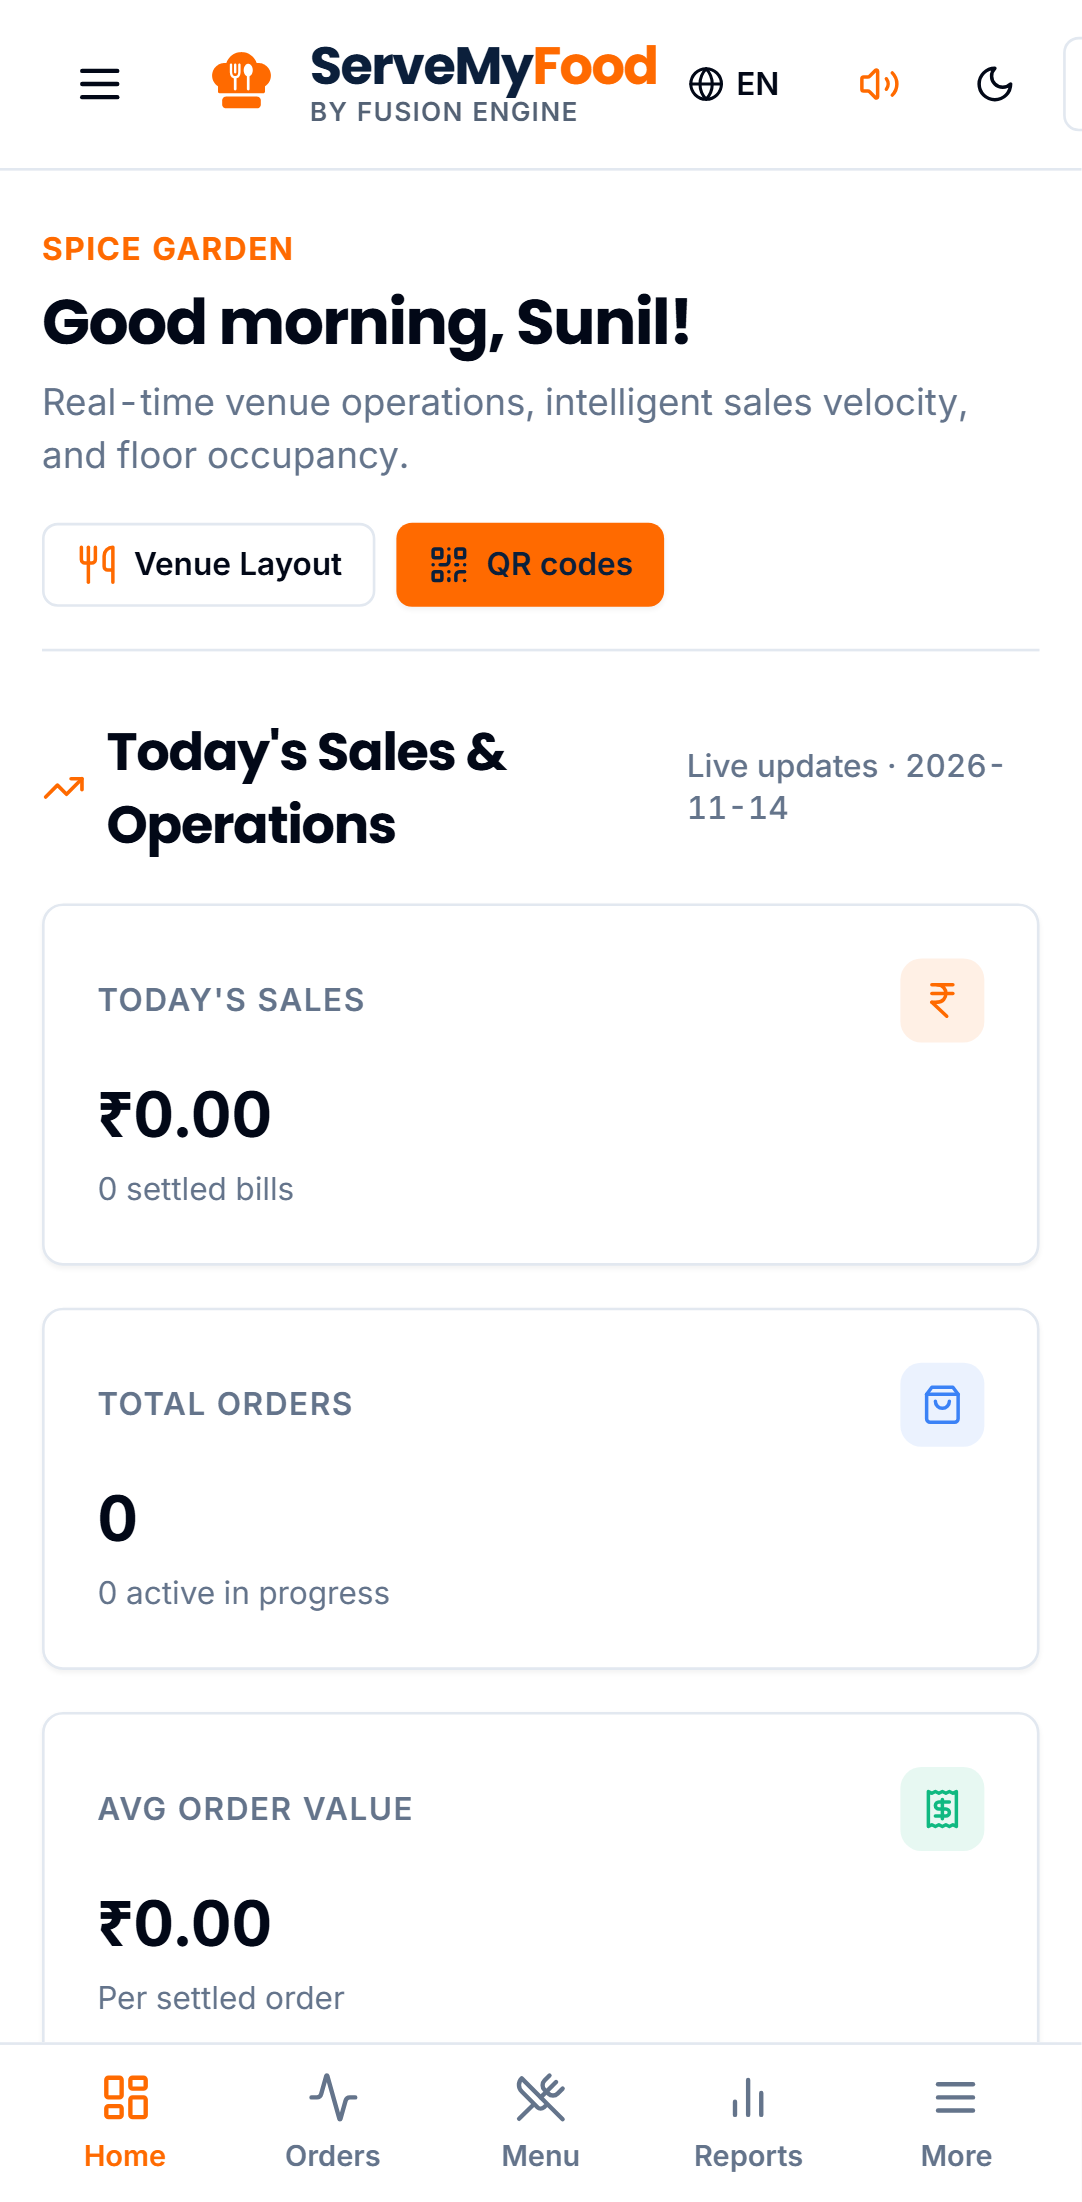 ServeMyFood
BY FUSION ENGINE
EN
SPICE GARDEN
Good morning, Sunil!
Real-time venue operations, intelligent sales velocity,
and floor occupancy.
Venue Layout
QR codes
Today's Sales &
Operations
Live updates · 2026-
11-14
TODAY'S SALES
₹
₹0.00
0 settled bills
TOTAL ORDERS
0
0 active in progress
AVG ORDER VALUE
$
₹0.00
Per settled order
Home
Orders
Menu
Reports
More